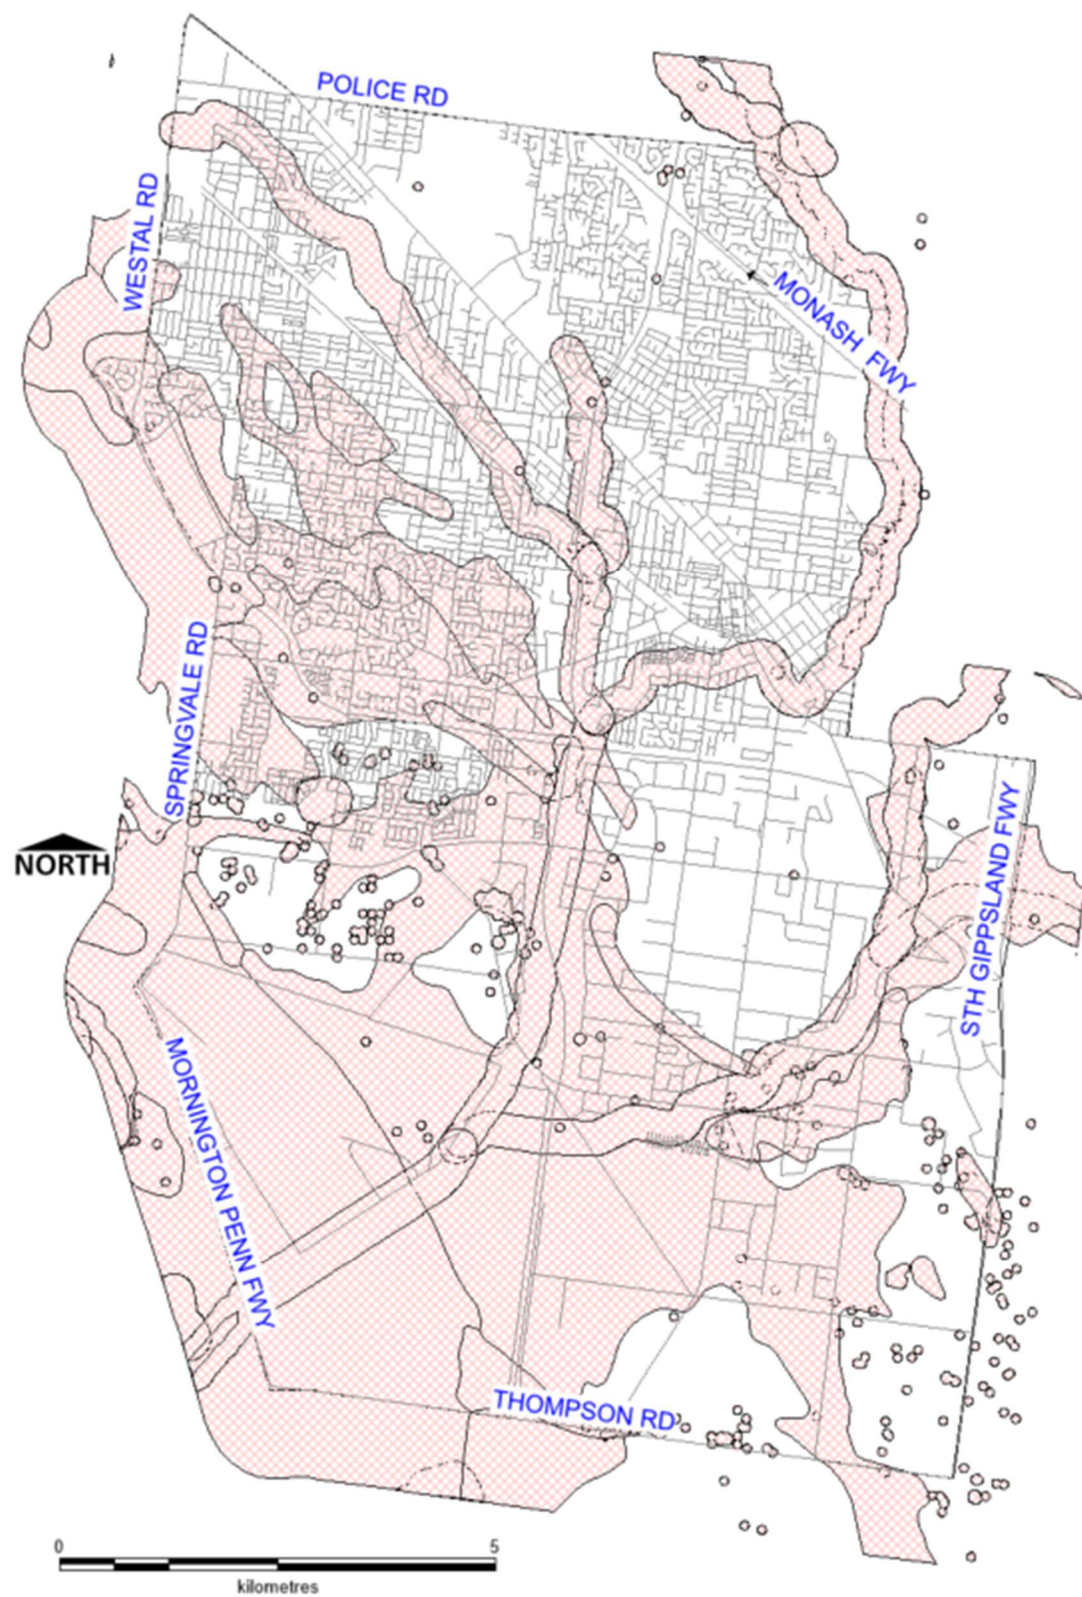 POLICE RD
WESTAL RD
MONASH FWY
SPRINGVALE RD
NORTH
STH GIPPSLAND FWY
MORNINGTON PENN FWY
THOMPSON RD
0 5
kilometres